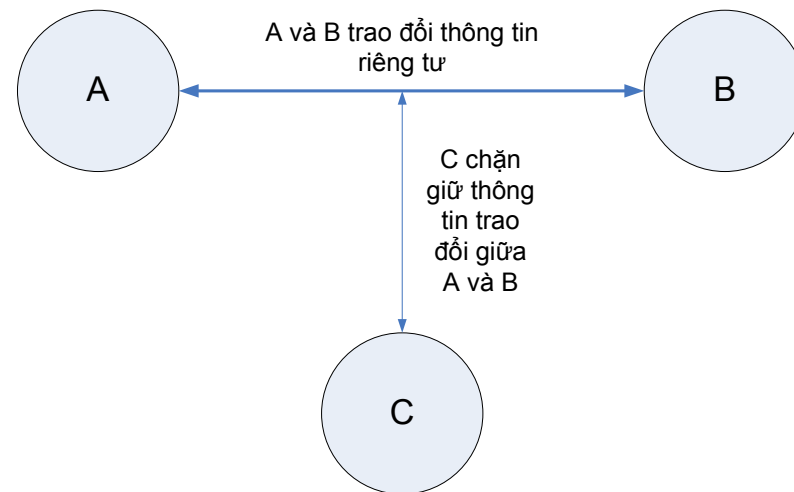 A và B trao đổi thông tin
riêng tư
A
B
C chặn
giữ thông
tin trao
đổi giữa
A và B
C